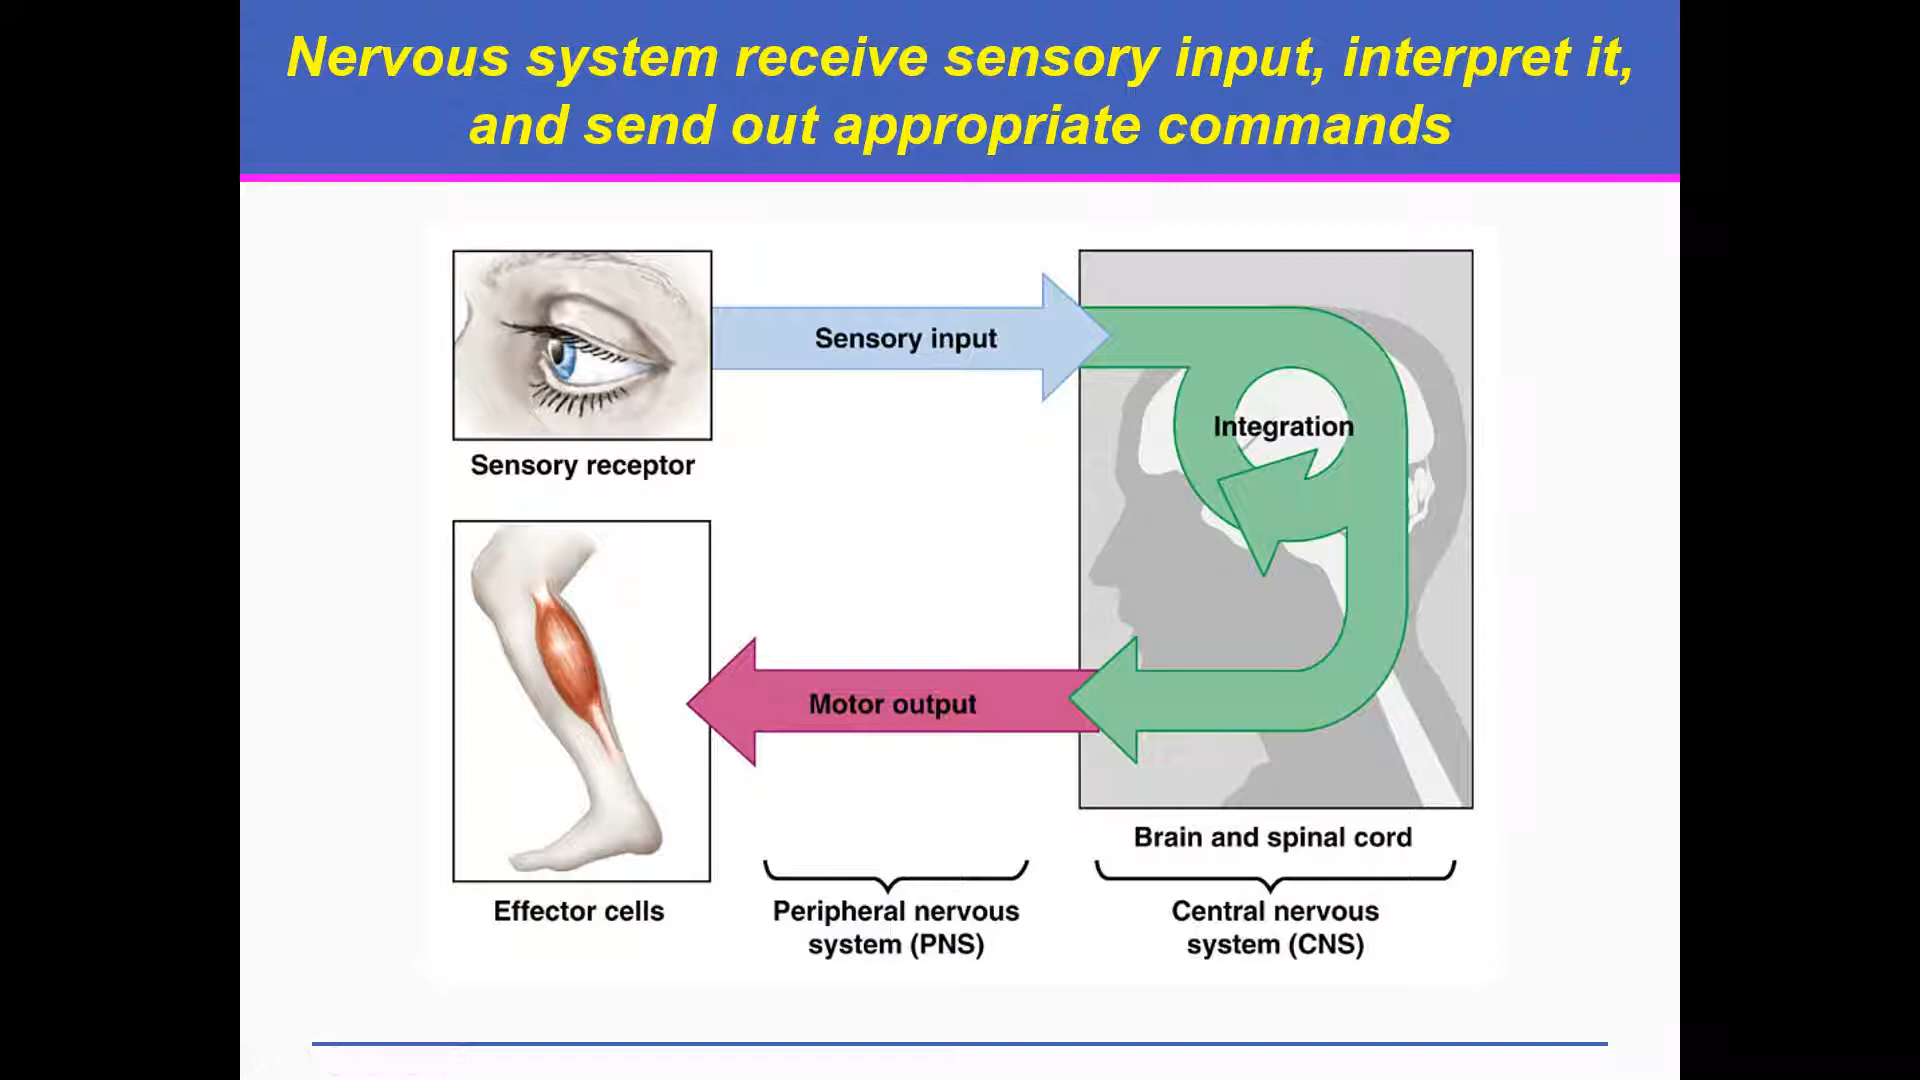 Nervous system receive sensory input, interpret it,
and send out appropriate commands
Sensory input
Integration
Sensory receptor
Motor output
Brain and spinal cord
Effector cells
Peripheral nervous
system (PNS)
Central nervous
system (CNS)